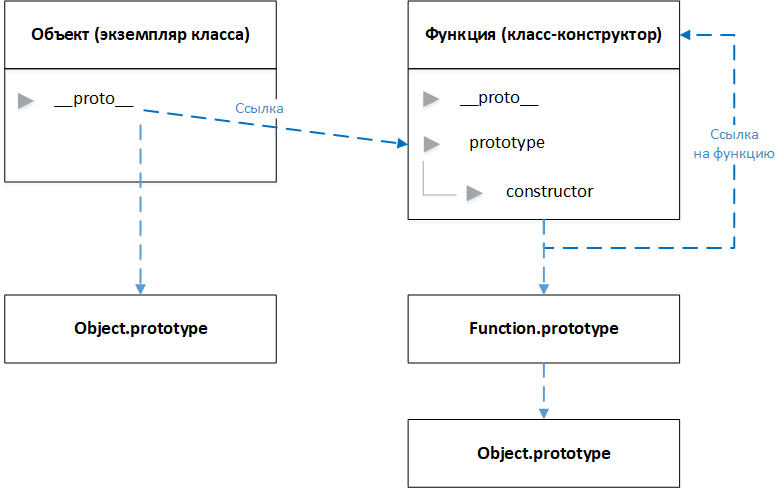 Объект (экземпляр класса)
__proto__
Ссылка
Object.prototype
Функция (класс-конструктор)
__proto__
prototype
constructor
Ссылка
на функцию
Function.prototype
Object.prototype